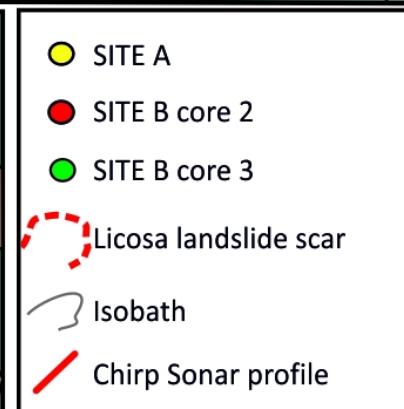 SITE A
SITE B core 2
SITE B core 3
Licosa landslide scar
Isobath
Chirp Sonar profile